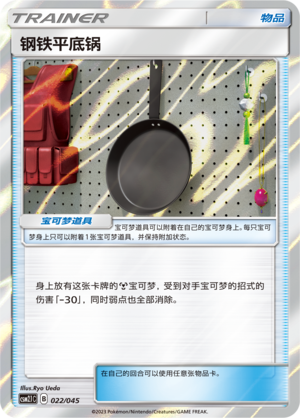 TRAINER
物品
钢铁平底锅
宝可梦道具
宝可梦道具可以附着在自己的宝可梦身上。每只宝可
梦身上只可以附着1张宝可梦道具，并保持附加状态。
身上放有这张卡牌的宝可梦，受到对手宝可梦的招式的
伤害「-30」，同时弱点也全部消除。
在自己的回合可以使用任意张物品卡。
Illus.Ryo Ueda
022/045
©2023 Pokémon/Nintendo/Creatures/GAME FREAK.